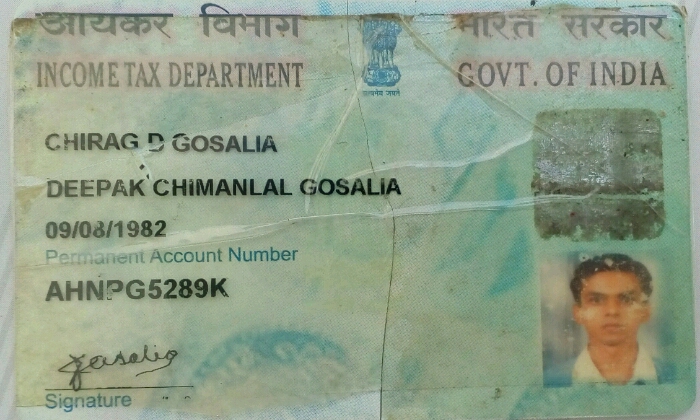 आयकर विभाग भारत सरकार
INCOME TAX DEPARTMENT GOVT. OF INDIA
सत्यमेव जयते
CHIRAG D GOSALIA
DEEPAK CHIMANLAL GOSALIA
09/08/1982
Permanent Account Number
AHNPG5289K
Gosalia
Signature